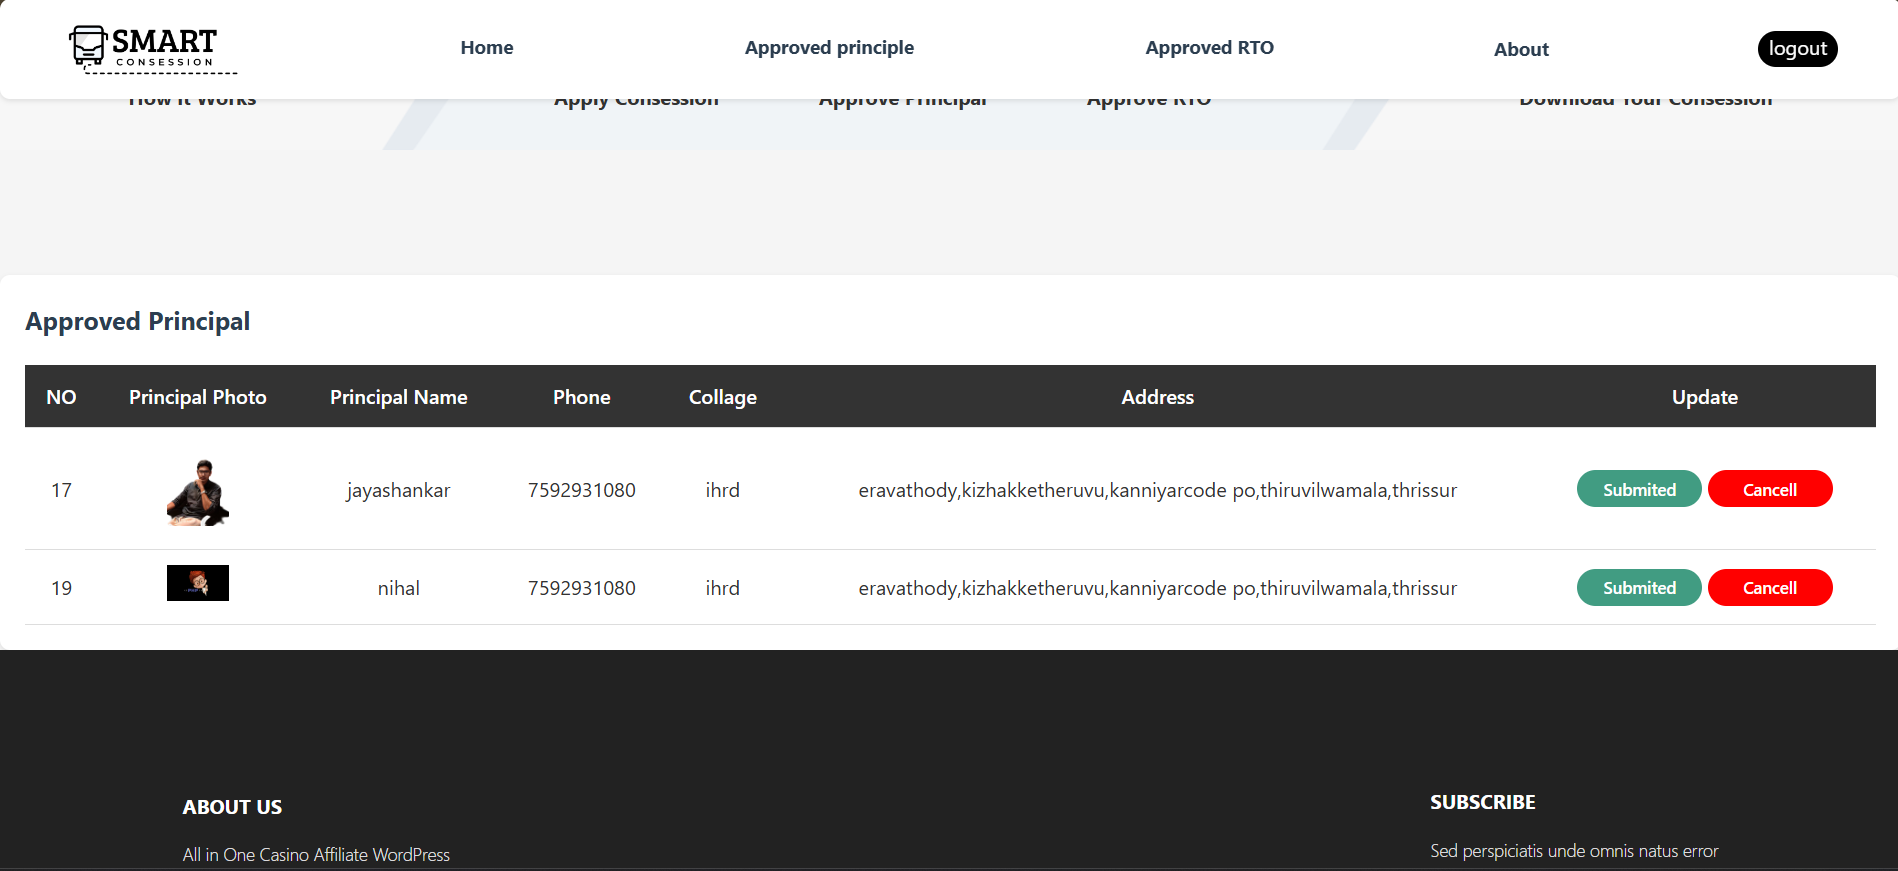 SMART
CONSESSION
Home
Approved principle
Approved RTO
About
logout
How it Works
Apply Consession
Approve Principal
Approve RTO
Download Your Consession
Approved Principal
NO Principal Photo Principal Name Phone Collage Address Update
17 jayashankar 7592931080 ihrd eravathody,kizhakketheruvu,kanniyarcode po,thiruvilwamala,thrissur Submited Cancell
19 nihal 7592931080 ihrd eravathody,kizhakketheruvu,kanniyarcode po,thiruvilwamala,thrissur Submited Cancell
ABOUT US
All in One Casino Affiliate WordPress
SUBSCRIBE
Sed perspiciatis unde omnis natus error